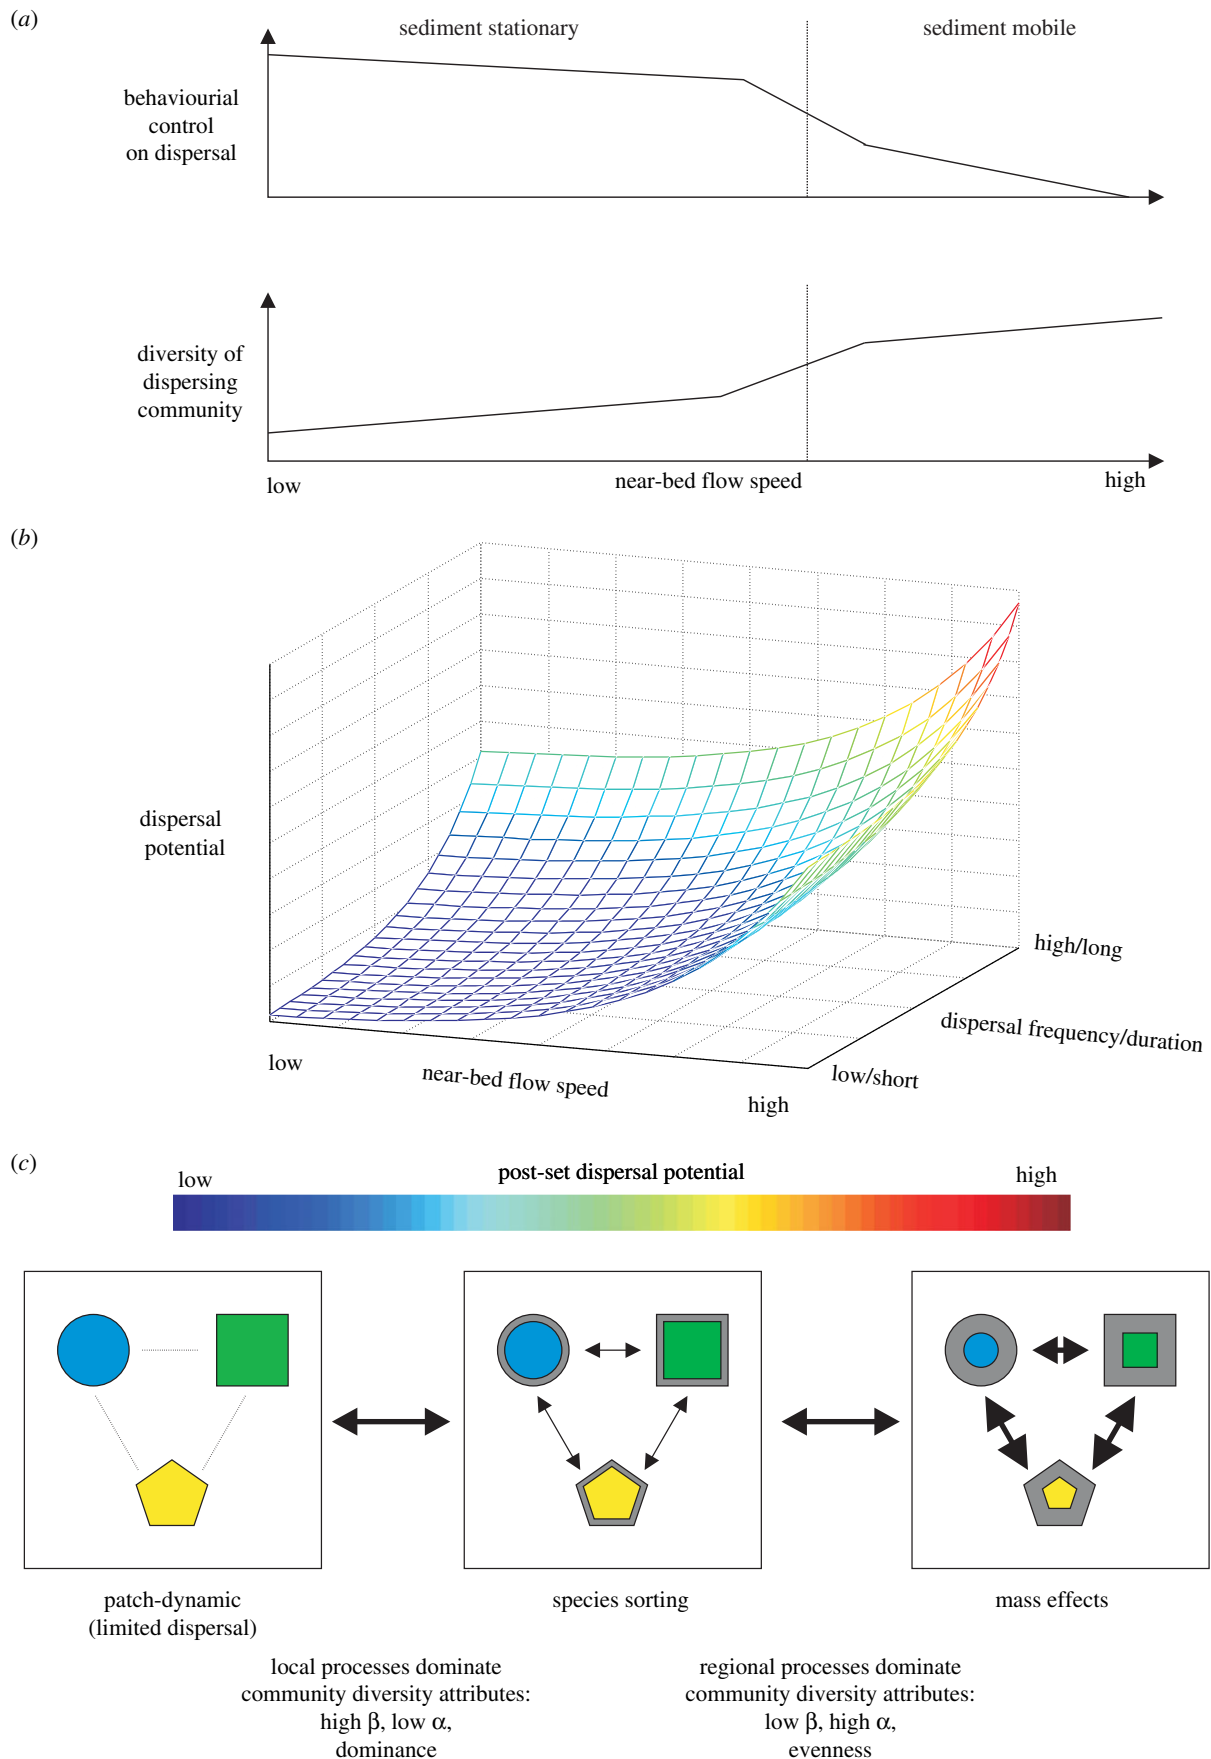 (a)
sediment stationary
sediment mobile
behaviourial
control
on dispersal
diversity of
dispersing
community
low
near-bed flow speed
high
(b)
dispersal
potential
high/long
dispersal frequency/duration
low/short
low
near-bed flow speed
high
(c)
low
post-set dispersal potential
high
patch-dynamic
(limited dispersal)
species sorting
mass effects
local processes dominate
community diversity attributes:
high β, low α,
dominance
regional processes dominate
community diversity attributes:
low β, high α,
evenness